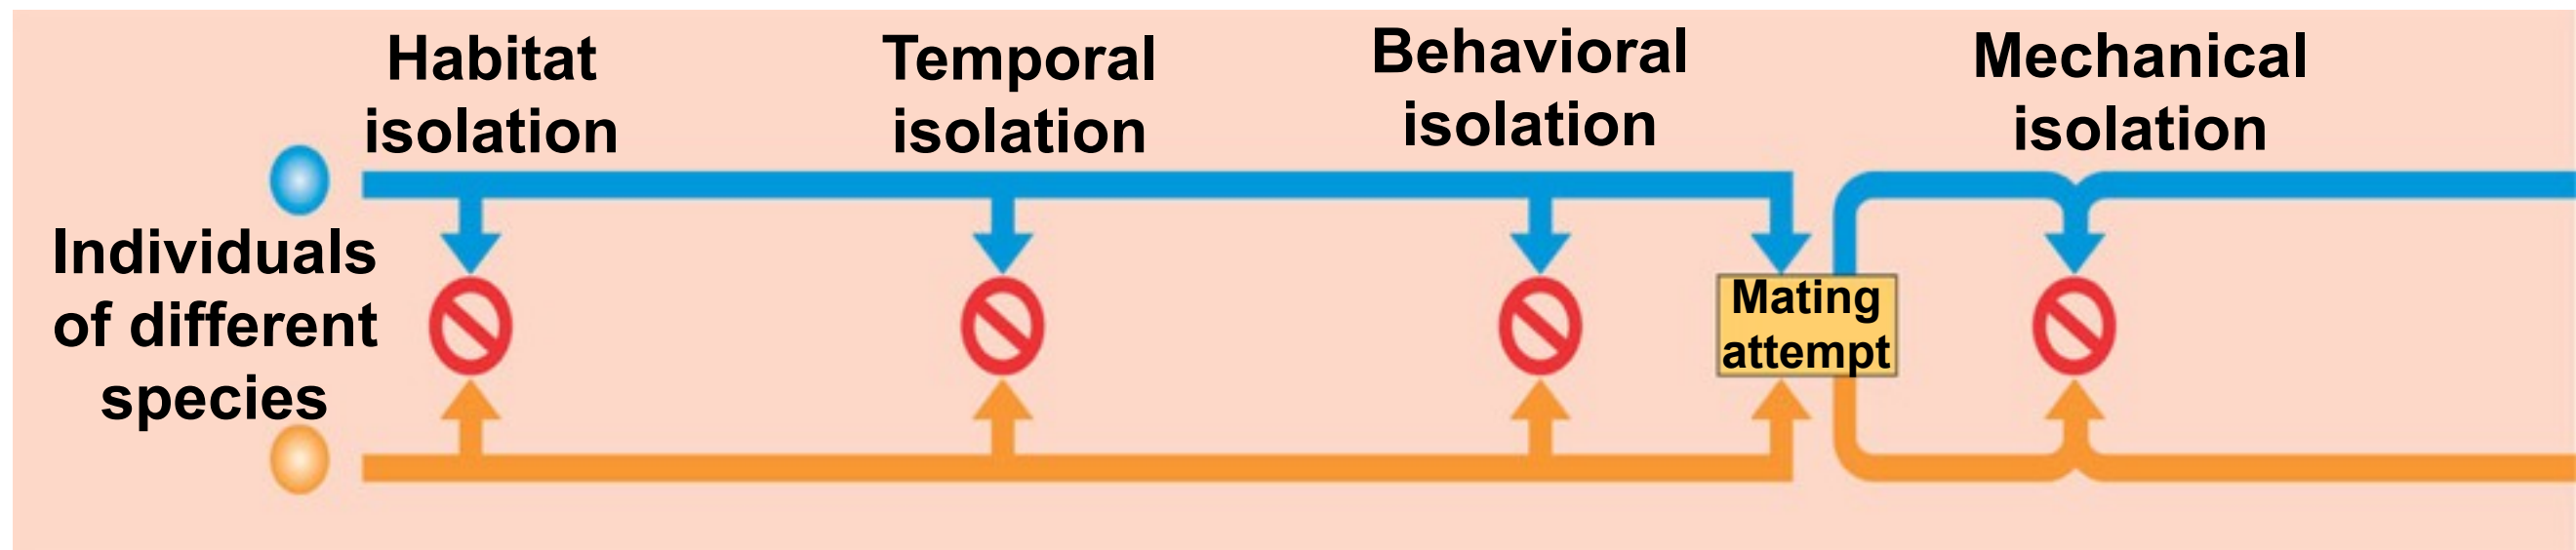 Habitat
isolation
Temporal
isolation
Behavioral
isolation
Mechanical
isolation
Individuals
of different
species
Mating
attempt